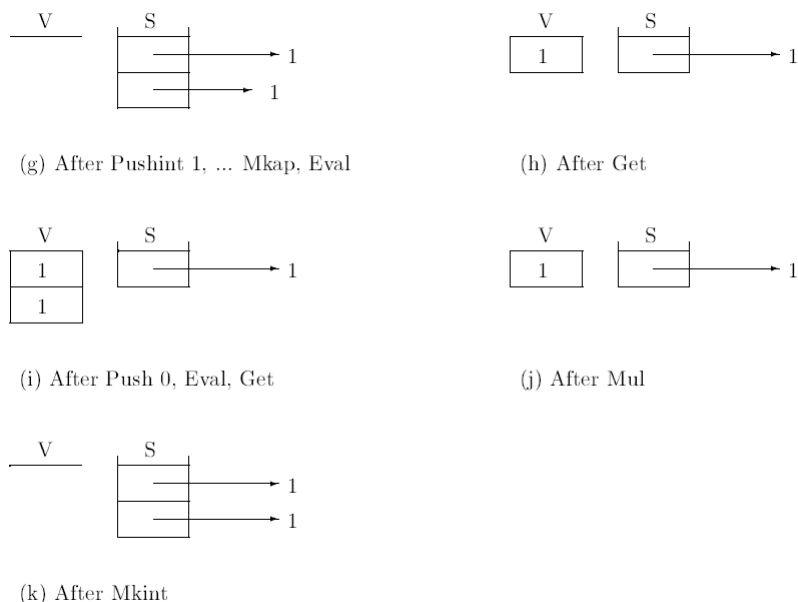 V S V S
1 1 1
1
(g) After Pushint 1, ... Mkap, Eval (h) After Get
V S V S
1 1 1 1
1
(i) After Push 0, Eval, Get (j) After Mul
V S
1
1
(k) After Mkint